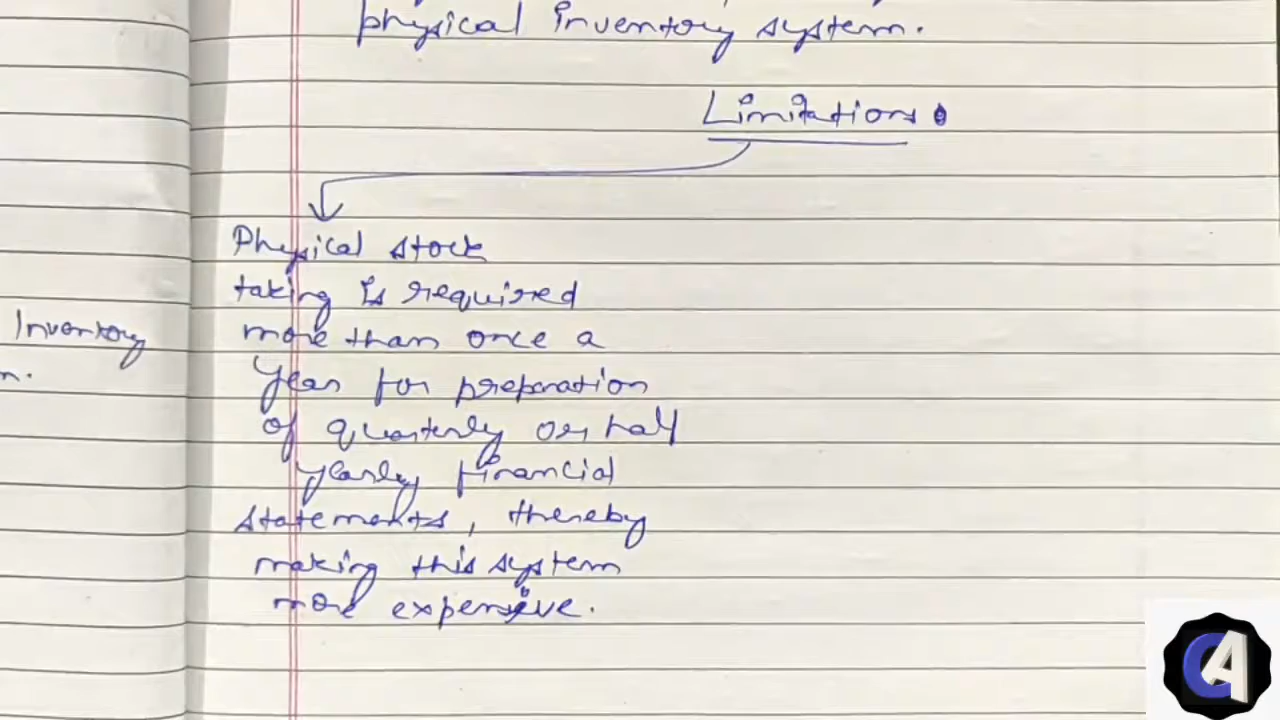 physical inventory system.
Limitations
Physical stock
taking is required
more than once a
Year for preparation
of quarterly or half
yearly financial
statements, thereby
making this system
more expensive.
Inventory
n.
CA